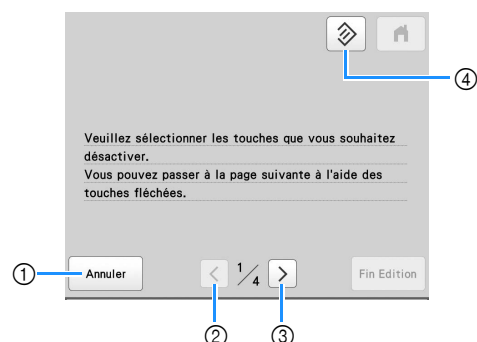 ④
Veuillez sélectionner les touches que vous souhaitez
désactiver.
Vous pouvez passer à la page suivante à l'aide des
touches fléchées.
① Annuler 1/4 Fin Edition
② ③